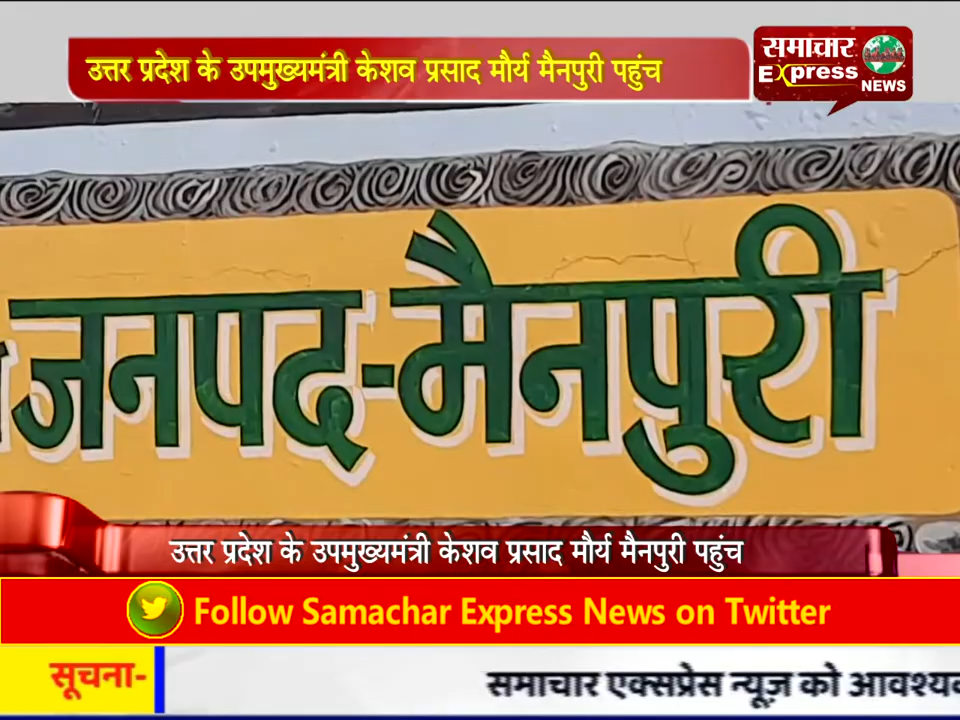 उत्तर प्रदेश के उपमुख्यमंत्री केशव प्रसाद मौर्य मैनपुरी पहुंच
समाचार
Express
NEWS
जनपद-मैनपुरी
उत्तर प्रदेश के उपमुख्यमंत्री केशव प्रसाद मौर्य मैनपुरी पहुंच
Follow Samachar Express News on Twitter
सूचना-
समाचार एक्सप्रेस न्यूज़ को